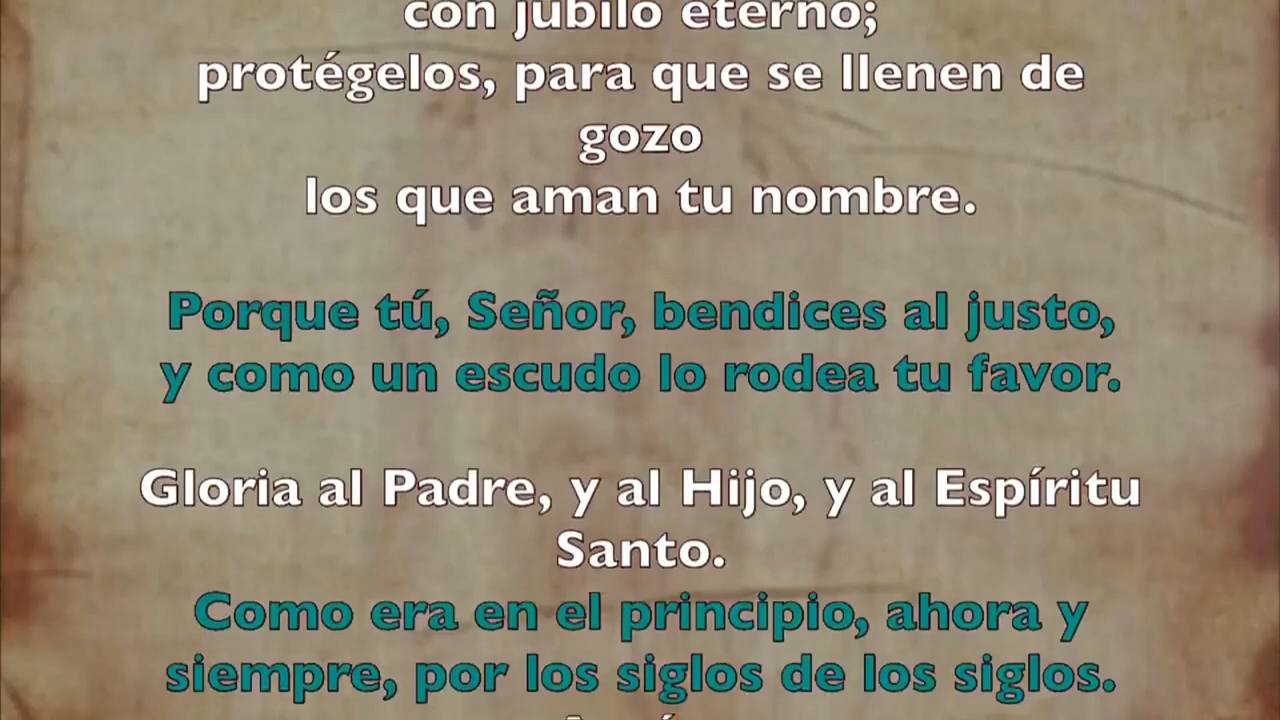 con júbilo eterno;
protégelos, para que se llenen de
gozo
los que aman tu nombre.
Porque tú, Señor, bendices al justo,
y como un escudo lo rodea tu favor.
Gloria al Padre, y al Hijo, y al Espíritu
Santo.
Como era en el principio, ahora y
siempre, por los siglos de los siglos.